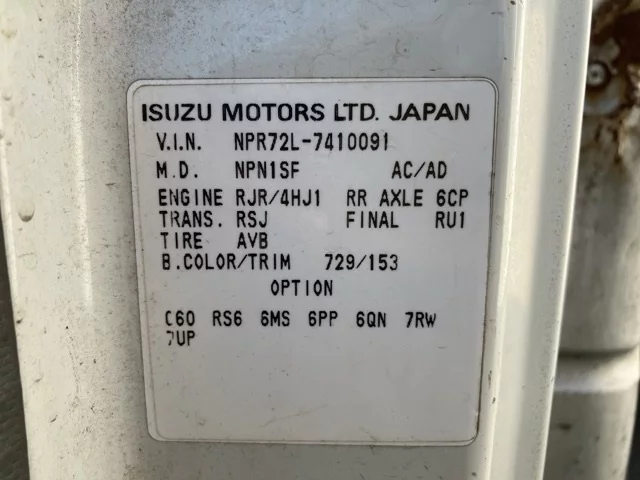 ISUZU MOTORS LTD. JAPAN
V.I.N. NPR72L-7410091
M.D. NPN1SF AC/AD
ENGINE RJR/4HJ1 RR AXLE 6CP
TRANS. RSJ FINAL RU1
TIRE AVB
B.COLOR/TRIM 729/153
OPTION
C60 RS6 6MS 6PP 6QN 7RW
7UP